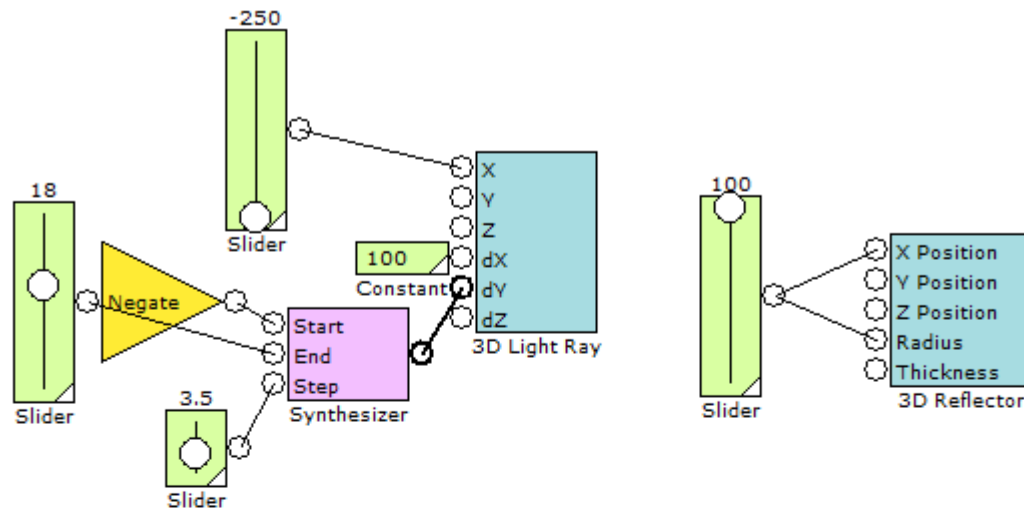 -250
Slider
18
Slider
Negate
3.5
Slider
Start
End
Step
Synthesizer
100
Constant
X
Y
Z
dX
dY
dZ
3D Light Ray
100
Slider
X Position
Y Position
Z Position
Radius
Thickness
3D Reflector